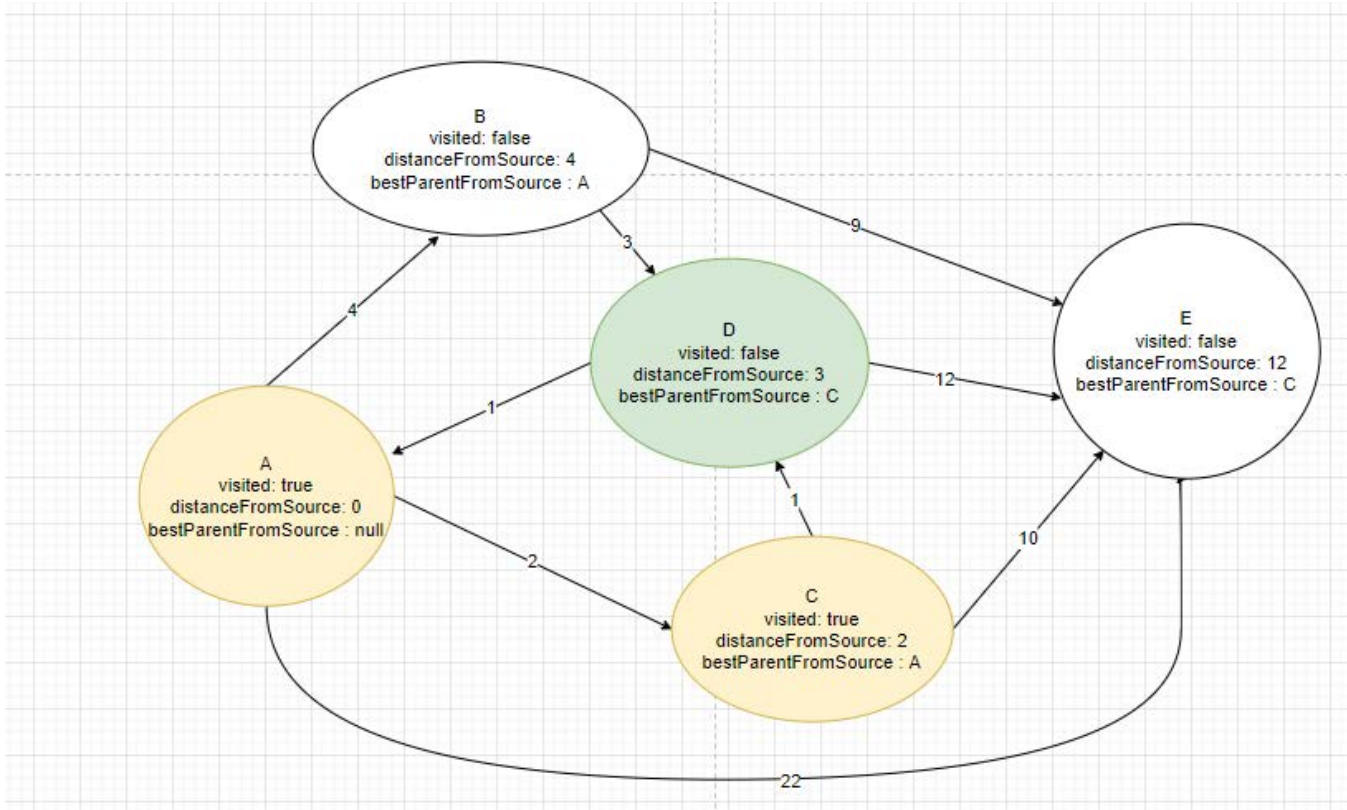 B
visited: false
distanceFromSource: 4
bestParentFromSource : A
9
3
4
D
visited: false
distanceFromSource: 3
bestParentFromSource : C
E
visited: false
distanceFromSource: 12
bestParentFromSource : C
12
1
A
visited: true
distanceFromSource: 0
bestParentFromSource : null
1
10
2
C
visited: true
distanceFromSource: 2
bestParentFromSource : A
22